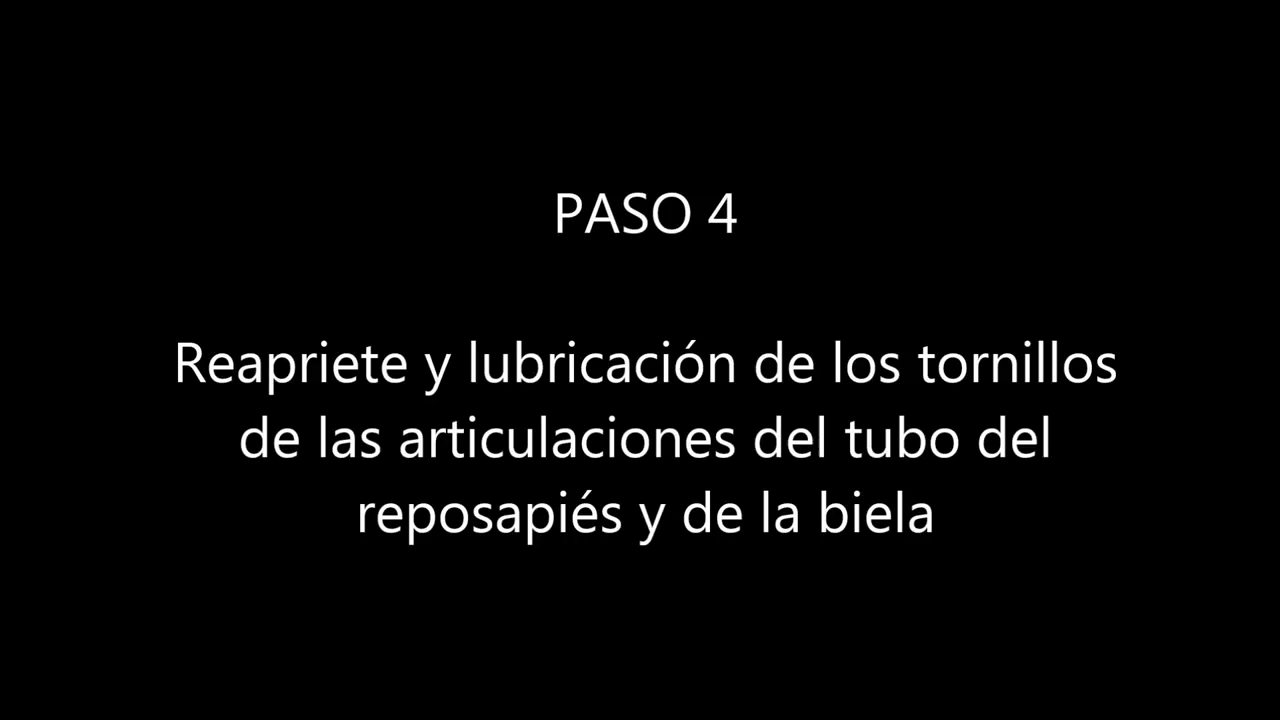 PASO 4
Reapriete y lubricación de los tornillos
de las articulaciones del tubo del
reposapiés y de la biela